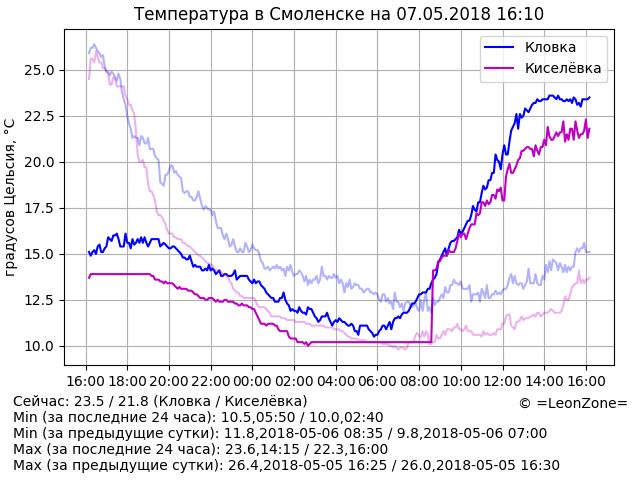 Температура в Смоленске на 07.05.2018 16:10
Кловка
Киселёвка
градусов Цельсия, °C
25.0
22.5
20.0
17.5
15.0
12.5
10.0
16:00 18:00 20:00 22:00 00:00 02:00 04:00 06:00 08:00 10:00 12:00 14:00 16:00
Сейчас: 23.5 / 21.8 (Кловка / Киселёвка)
© =LeonZone=
Min (за последние 24 часа): 10.5,05:50 / 10.0,02:40
Min (за предыдущие сутки): 11.8,2018-05-06 08:35 / 9.8,2018-05-06 07:00
Max (за последние 24 часа): 23.6,14:15 / 22.3,16:00
Max (за предыдущие сутки): 26.4,2018-05-05 16:25 / 26.0,2018-05-05 16:30